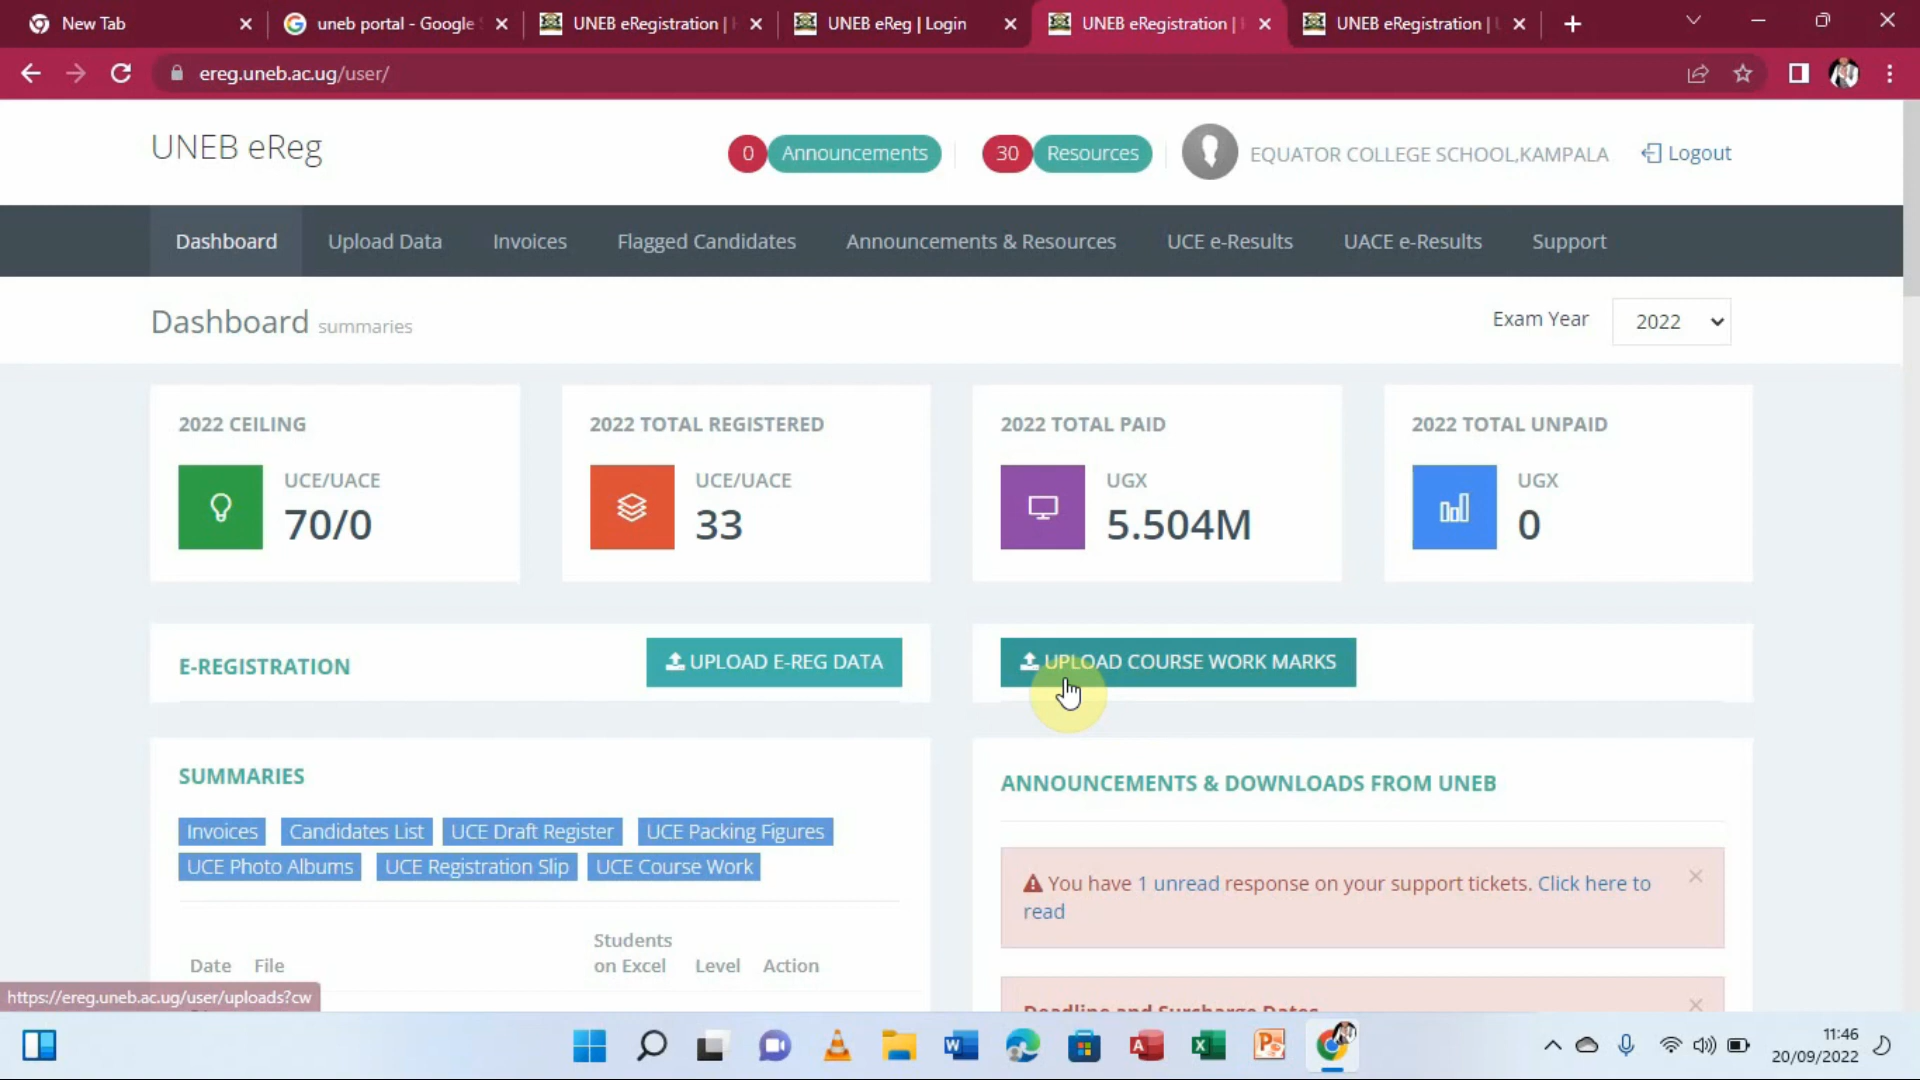 New Tab
uneb portal - Google
UNEB eRegistration |
UNEB eReg | Login
UNEB eRegistration |
UNEB eRegistration |
ereg.uneb.ac.ug/user/
UNEB eReg
0 Announcements
30 Resources
EQUATOR COLLEGE SCHOOL,KAMPALA
Logout
Dashboard
Upload Data
Invoices
Flagged Candidates
Announcements & Resources
UCE e-Results
UACE e-Results
Support
Dashboard summaries
Exam Year
2022
2022 CEILING
UCE/UACE
70/0
2022 TOTAL REGISTERED
UCE/UACE
33
2022 TOTAL PAID
UGX
5.504M
2022 TOTAL UNPAID
UGX
0
E-REGISTRATION
UPLOAD E-REG DATA
UPLOAD COURSE WORK MARKS
SUMMARIES
Invoices Candidates List UCE Draft Register UCE Packing Figures
UCE Photo Albums UCE Registration Slip UCE Course Work
Date File Students on Excel Level Action
ANNOUNCEMENTS & DOWNLOADS FROM UNEB
You have 1 unread response on your support tickets. Click here to
read
Deadline and Surcharge Dates
https://ereg.uneb.ac.ug/user/uploads?cw
11:46
20/09/2022